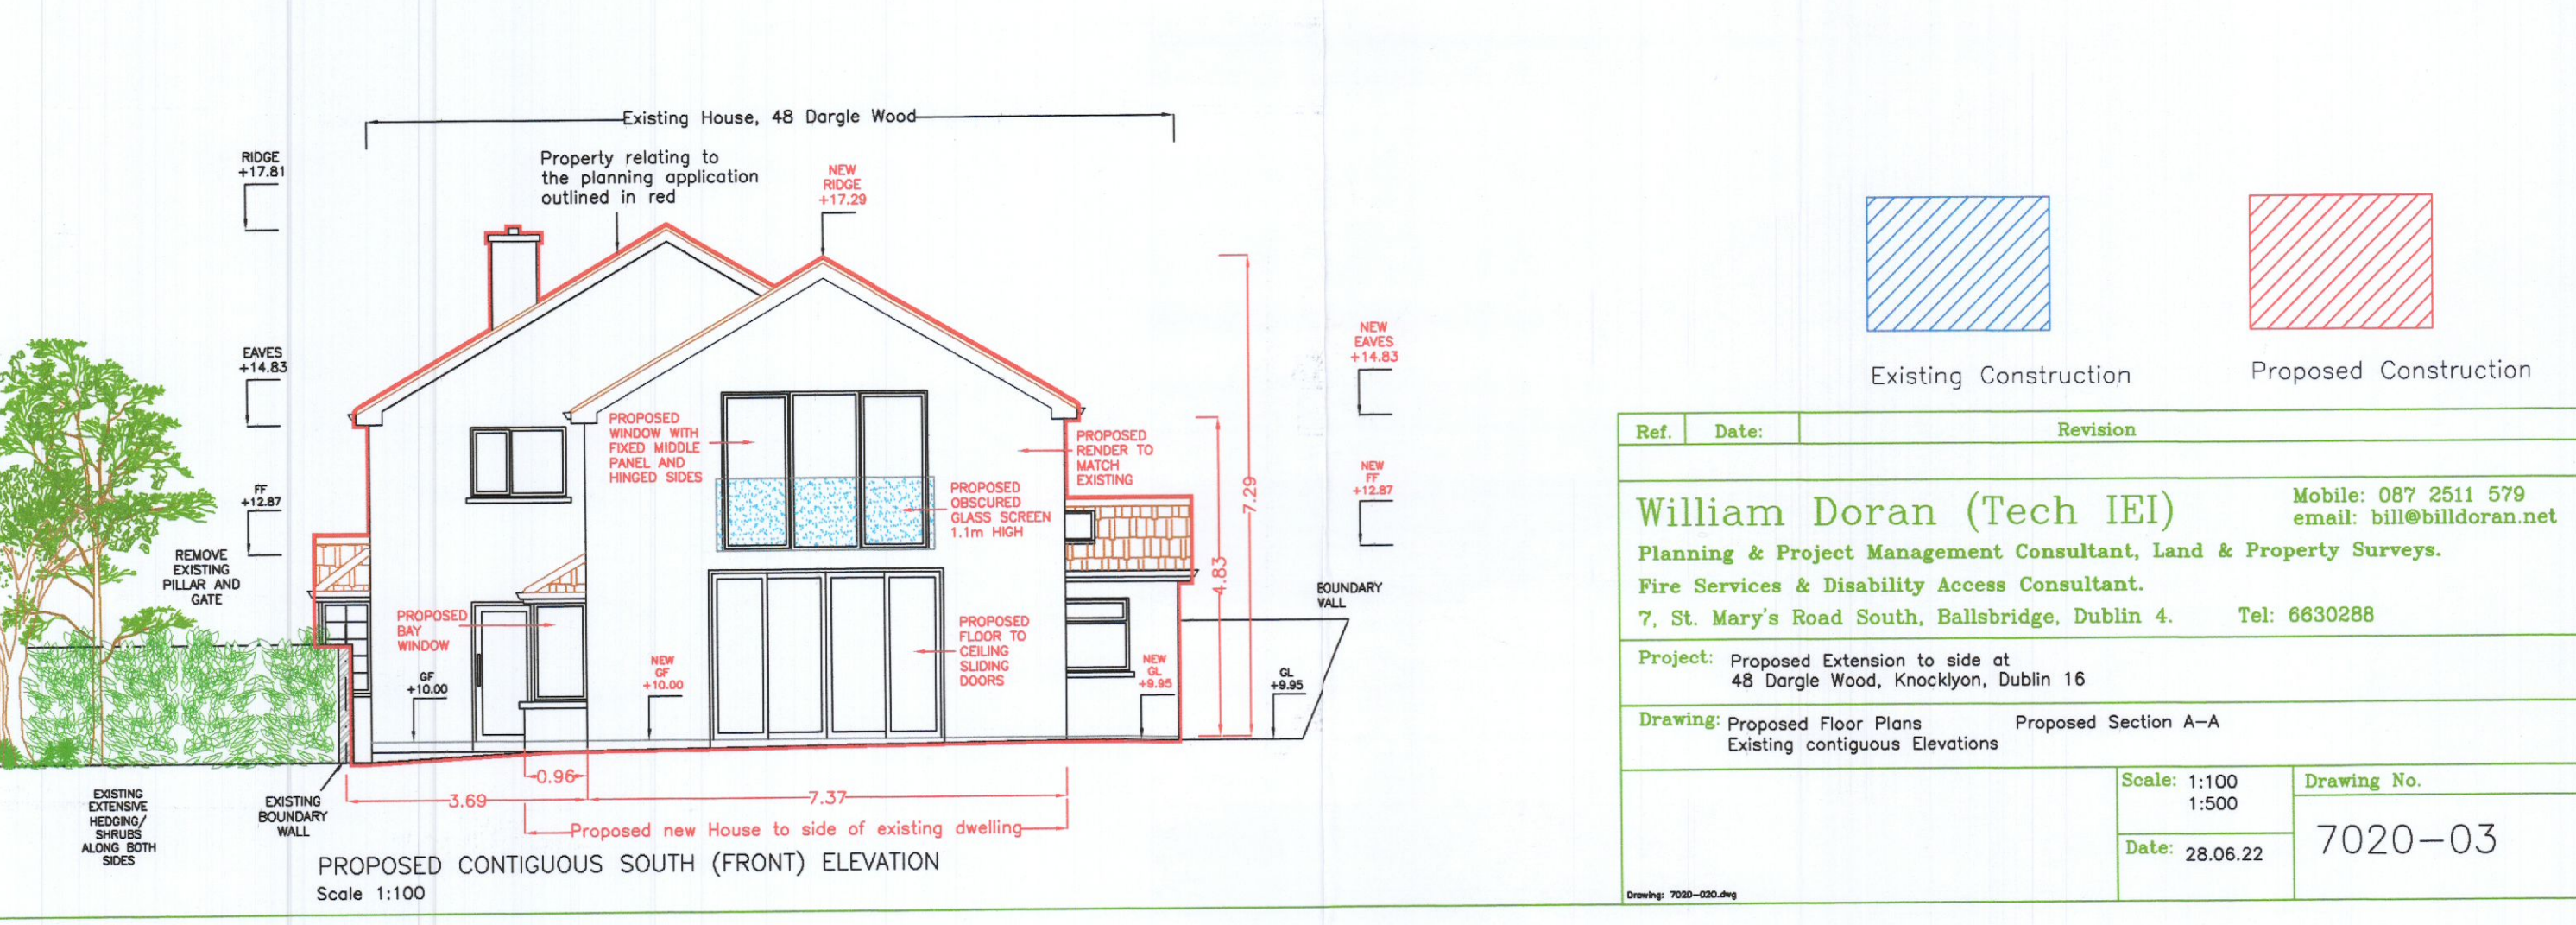 Existing House, 48 Dargle Wood
RIDGE
+17.81
Property relating to
the planning application
outlined in red
NEW
RIDGE
+17.29
EAVES
+14.83
NEW
EAVES
+14.83
FF
+12.87
NEW
FF
+12.87
PROPOSED
WINDOW WITH
FIXED MIDDLE
PANEL AND
HINGED SIDES
PROPOSED
RENDER TO
MATCH
EXISTING
PROPOSED
OBSCURED
GLASS SCREEN
1.1m HIGH
7.29
4.83
REMOVE
EXISTING
PILLAR AND
GATE
BOUNDARY
WALL
PROPOSED
BAY
WINDOW
PROPOSED
FLOOR TO
CEILING
SLIDING
DOORS
GF
+10.00
NEW
GF
+10.00
NEW
GL
+9.95
GL
+9.95
0.96
3.69
7.37
Proposed new House to side of existing dwelling
EXISTING
EXTENSIVE
HEDGING/
SHRUBS
ALONG BOTH
SIDES
EXISTING
BOUNDARY
WALL
PROPOSED CONTIGUOUS SOUTH (FRONT) ELEVATION
Scale 1:100
Existing Construction
Proposed Construction
Ref. Date: Revision
William Doran (Tech IEI)
Mobile: 087 2511 579
email: bill@billdoran.net
Planning & Project Management Consultant, Land & Property Surveys.
Fire Services & Disability Access Consultant.
7, St. Mary's Road South, Ballsbridge, Dublin 4. Tel: 6630288
Project: Proposed Extension to side at
48 Dargle Wood, Knocklyon, Dublin 16
Drawing: Proposed Floor Plans Proposed Section A-A
Existing contiguous Elevations
Scale: 1:100
1:500
Drawing No.
7020-03
Date: 28.06.22
Drawing: 7020-020.dwg